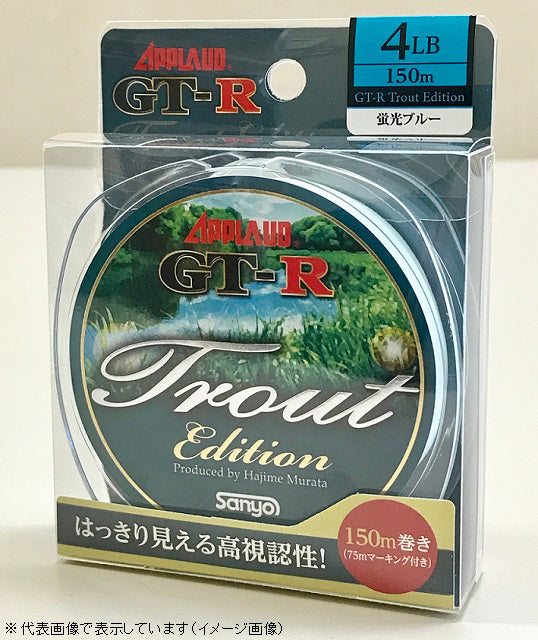 APPLAUD®
GT-R
4LB
150m
GT-R Trout Edition
蛍光ブルー
APPLAUD®
GT-R
Trout
Edition
Produced by Hajime Murata
Sanyo
はっきり見える高視認性!
150m巻き
(75mマーキング付き)
※代表画像で表示しています(イメージ画像)